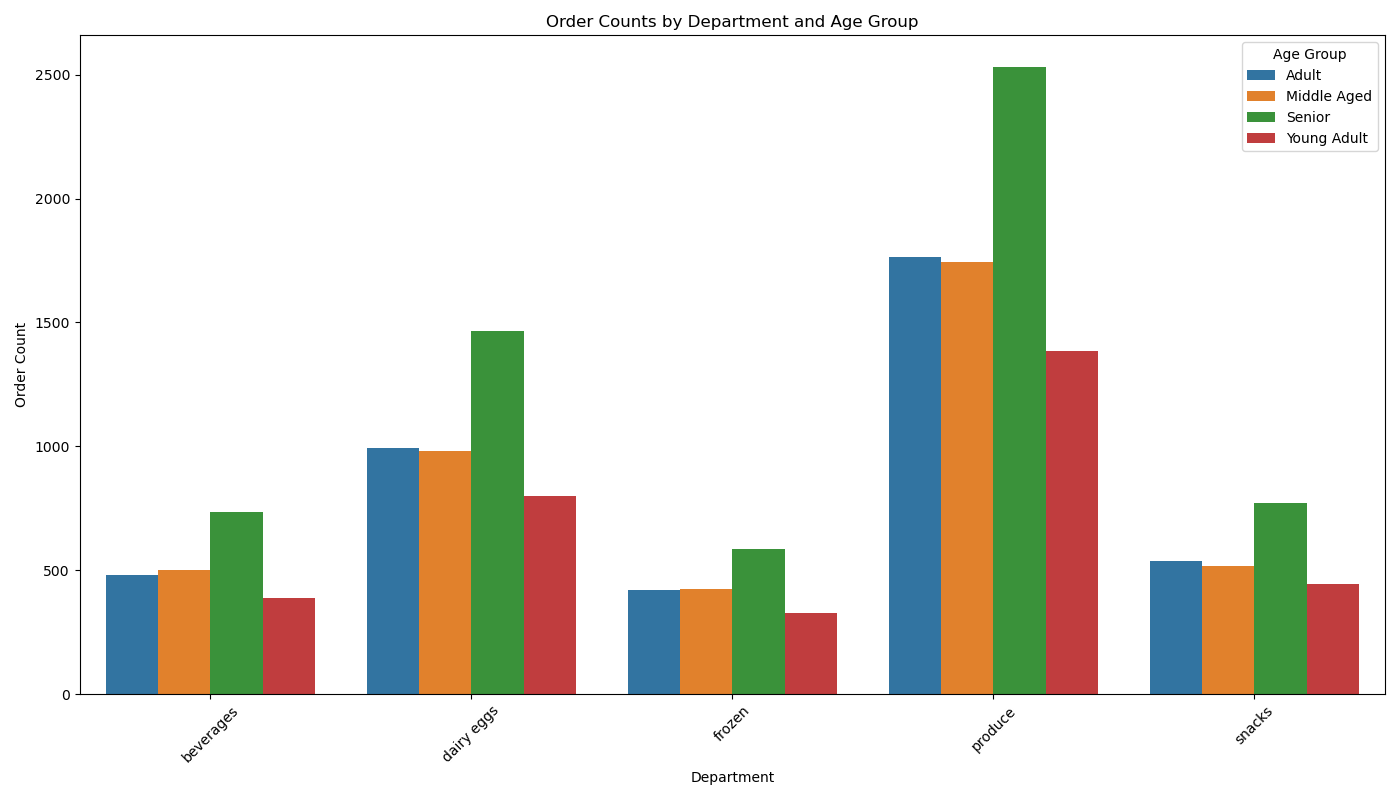 Order Counts by Department and Age Group
Age Group
Adult
Middle Aged
Senior
Young Adult
2500
2000
1500
1000
500
0
Order Count
beverages
dairy eggs
frozen
produce
snacks
Department